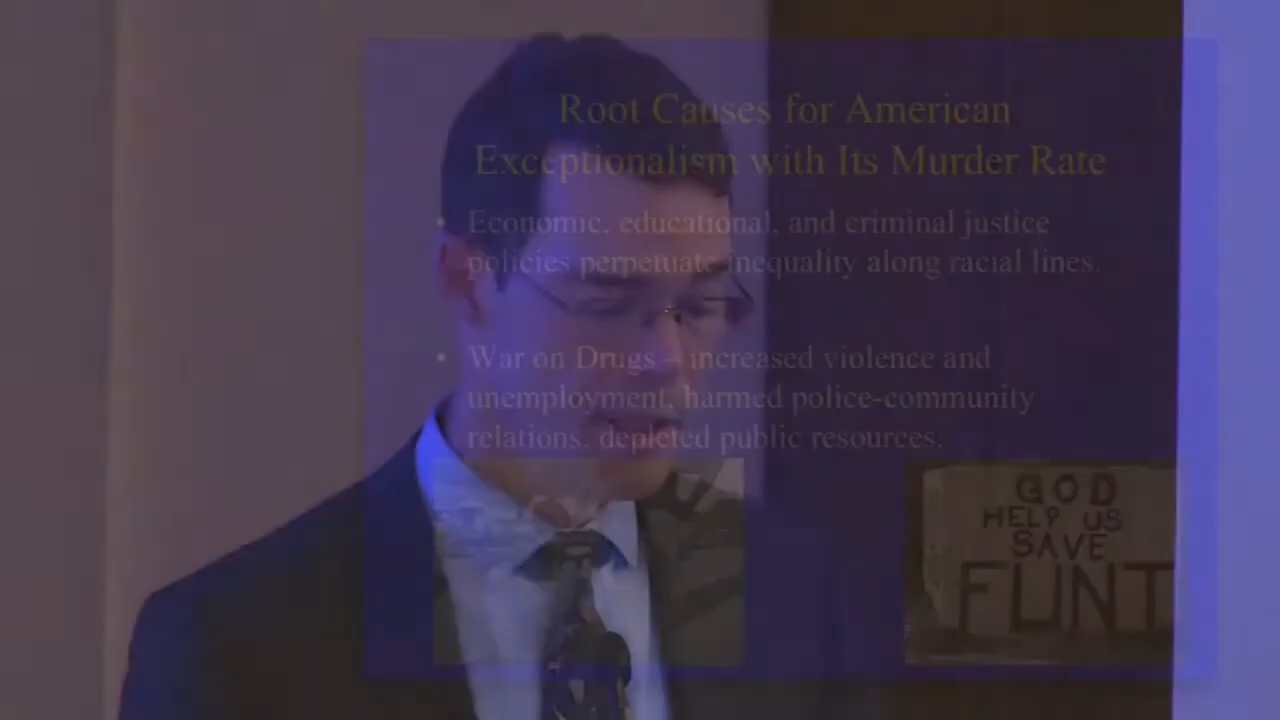 Root Causes for American
Exceptionalism with Its Murder Rate
• Economic, educational, and criminal justice
policies perpetuate inequality along racial lines.
• War on Drugs – increased violence and
unemployment, harmed police-community
relations, depleted public resources.
GOD
HELP US
SAVE
FLINT